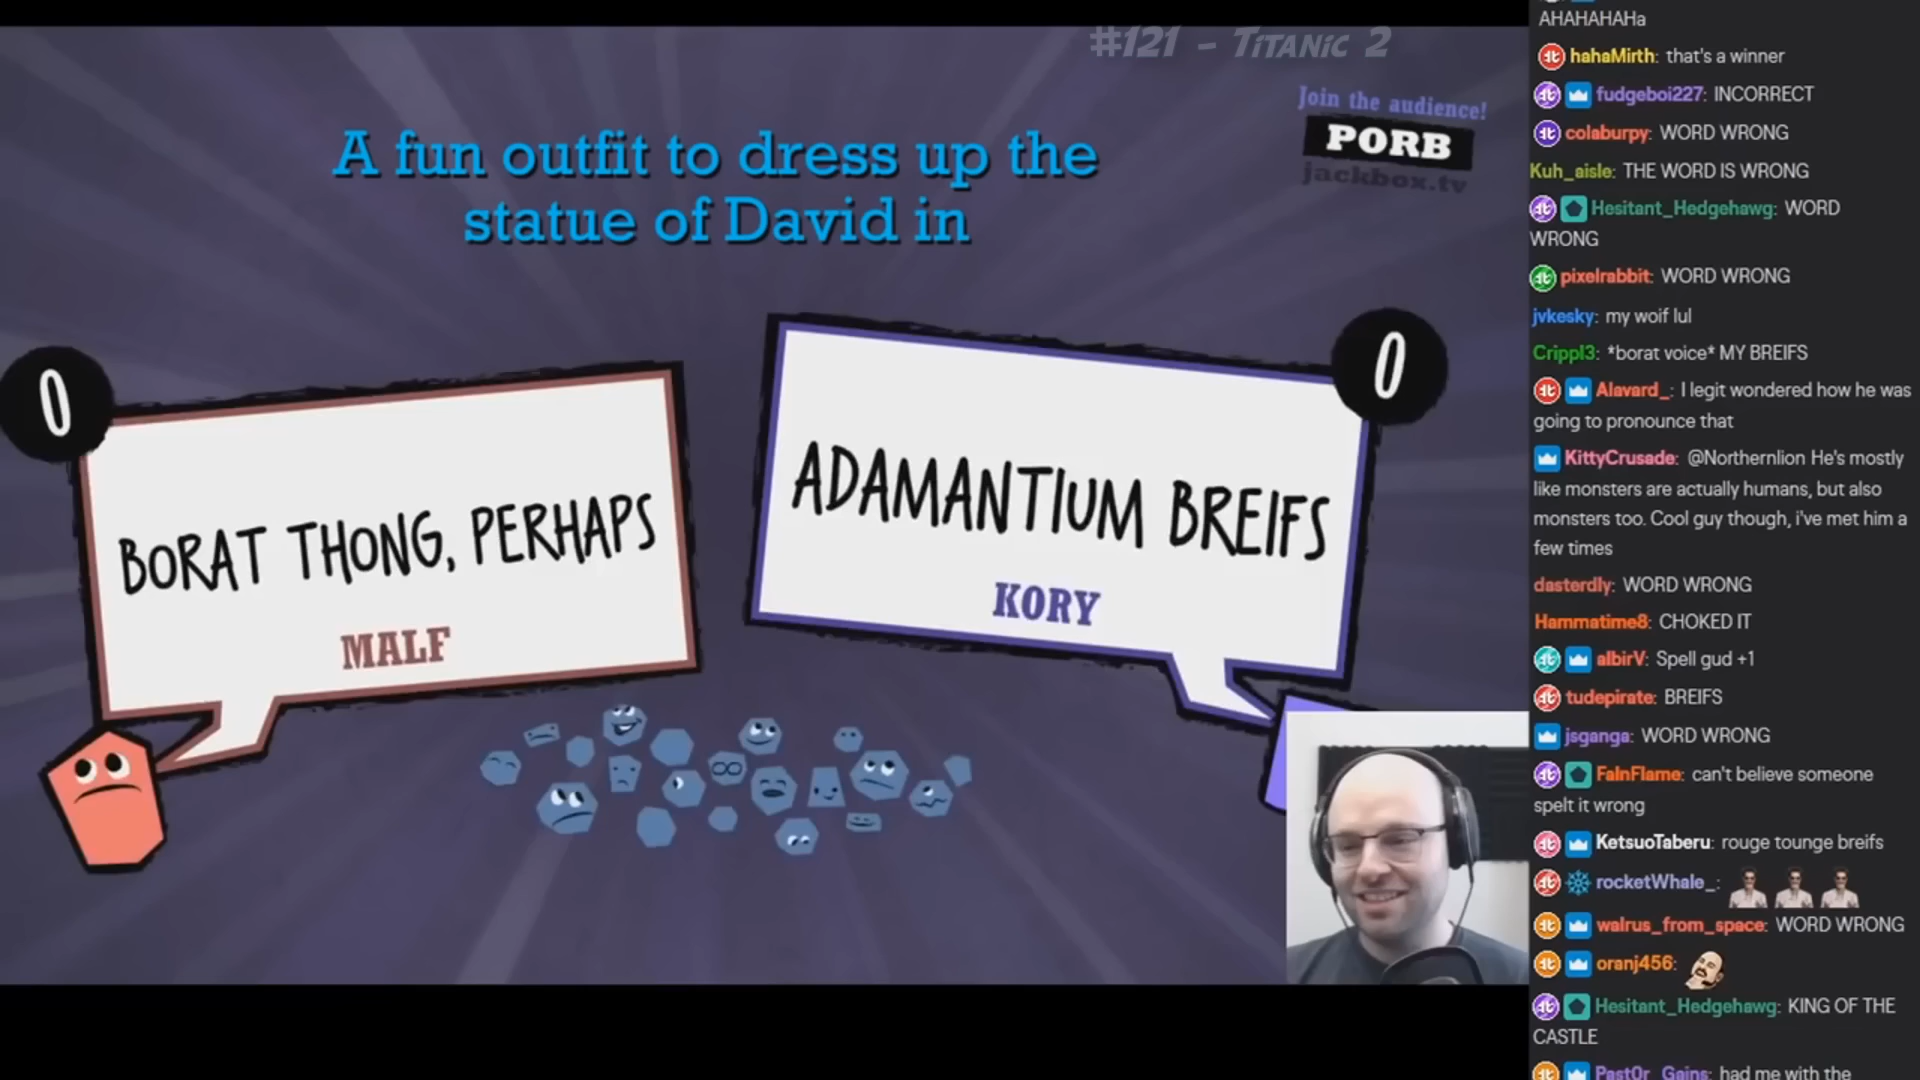 #121 - TITANIC 2
Join the audience!
PORB
jackbox.tv
A fun outfit to dress up the
statue of David in
0
0
BORAT THONG, PERHAPS
MALF
ADAMANTIUM BREIFS
KORY
AHAHAHAHa
hahaMirth: that's a winner
fudgeboi227: INCORRECT
colaburpy: WORD WRONG
Kuh_aisle: THE WORD IS WRONG
Hesitant_Hedgehawg: WORD
WRONG
pixelrabbit: WORD WRONG
jvkesky: my woif lul
Crippl3: *borat voice* MY BREIFS
Alavard_: I legit wondered how he was
going to pronounce that
KittyCrusade: @Northernlion He's mostly
like monsters are actually humans, but also
monsters too. Cool guy though, i've met him a
few times
dasterdly: WORD WRONG
Hammatime8: CHOKED IT
albirV: Spell gud +1
tudepirate: BREIFS
jsganga: WORD WRONG
FalnFlame: can't believe someone
spelt it wrong
KetsuoTaberu: rouge tounge breifs
rocketWhale_:
walrus_from_space: WORD WRONG
oranj456:
Hesitant_Hedgehawg: KING OF THE
CASTLE
Past0r_Gains: had me with the